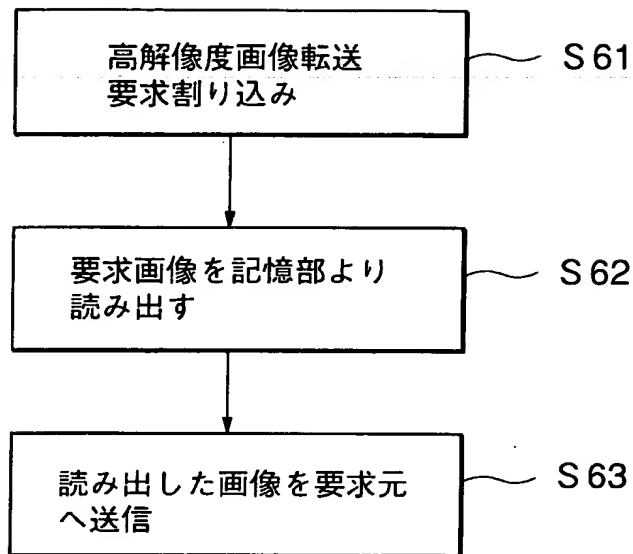 高解像度画像転送
要求割り込み
S61
要求画像を記憶部より
読み出す
S62
読み出した画像を要求元
へ送信
S63